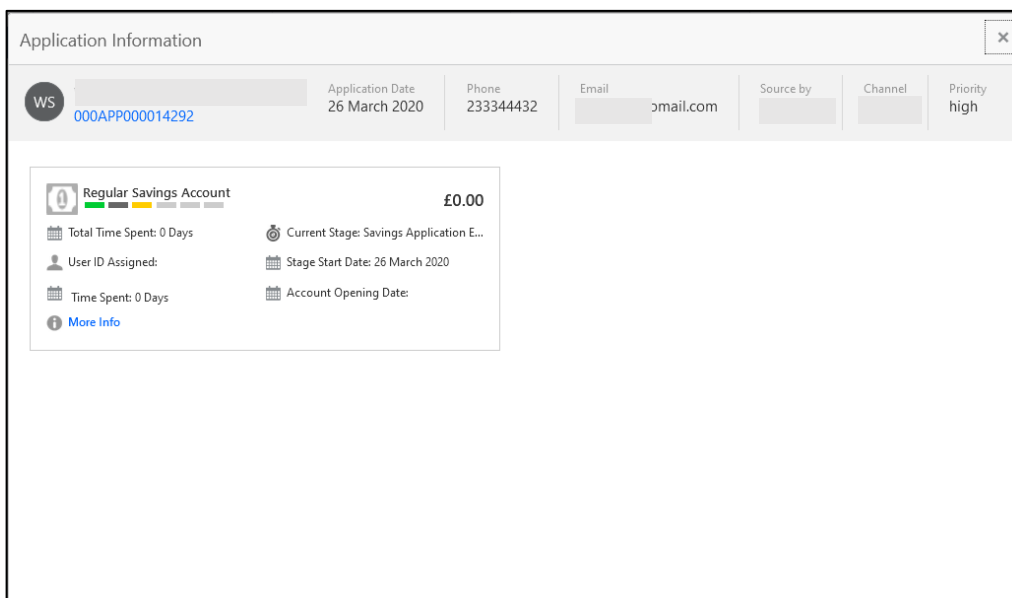 Application Information
WS
000APP000014292
Application Date
26 March 2020
Phone
233344432
Email
omail.com
Source by
Channel
Priority
high
Regular Savings Account
£0.00
Total Time Spent: 0 Days
Current Stage: Savings Application E...
User ID Assigned:
Stage Start Date: 26 March 2020
Time Spent: 0 Days
Account Opening Date:
More Info